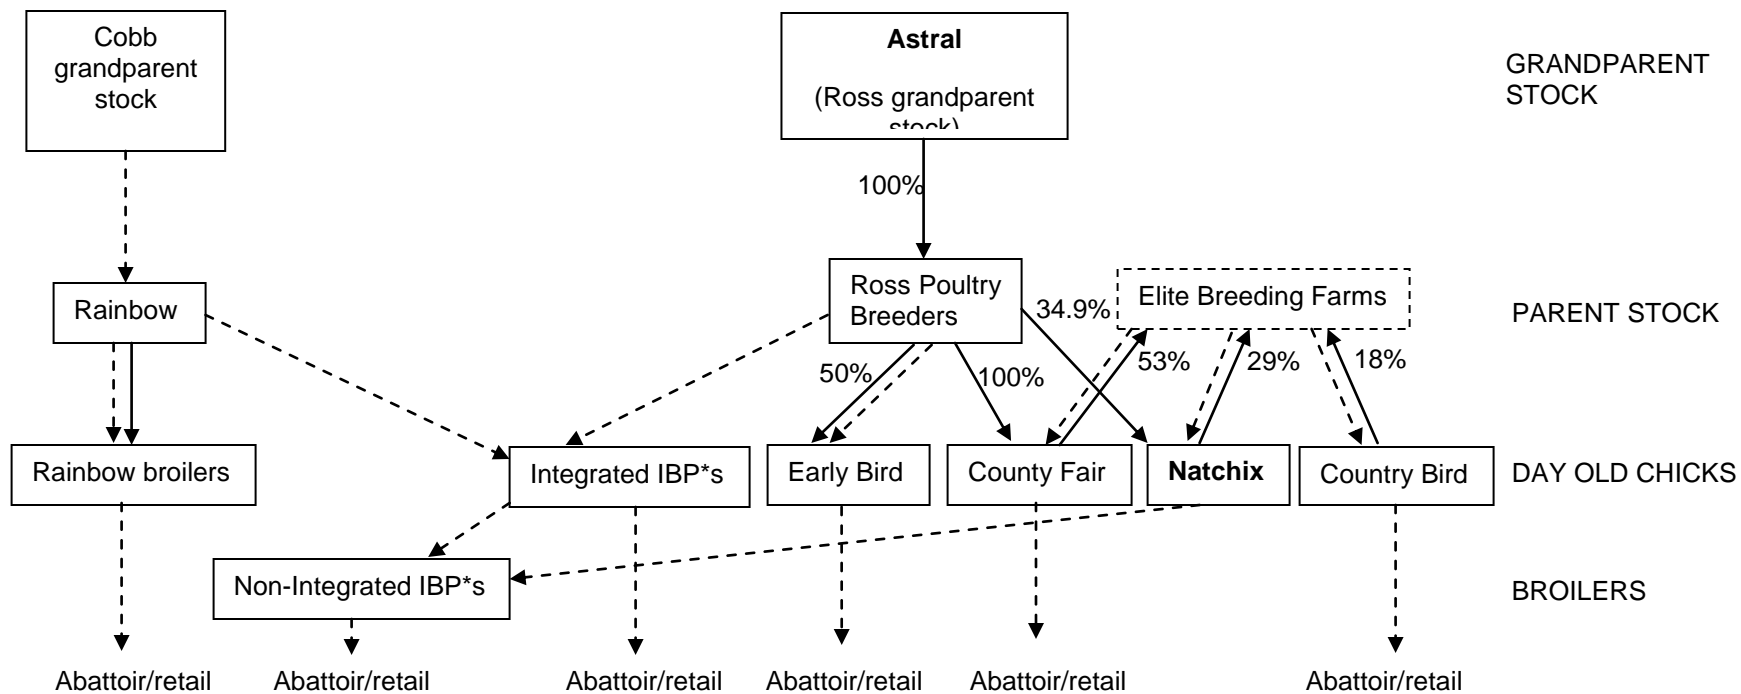 Cobb
grandparent
stock
Astral
(Ross grandparent
stock)
GRANDPARENT
STOCK
100%
Rainbow
Ross Poultry
Breeders
34.9%
Elite Breeding Farms
PARENT STOCK
50%
100%
53%
29%
18%
Rainbow broilers
Integrated IBP*s
Early Bird
County Fair
Natchix
Country Bird
DAY OLD CHICKS
Non-Integrated IBP*s
BROILERS
Abattoir/retail
Abattoir/retail
Abattoir/retail
Abattoir/retail
Abattoir/retail
Abattoir/retail